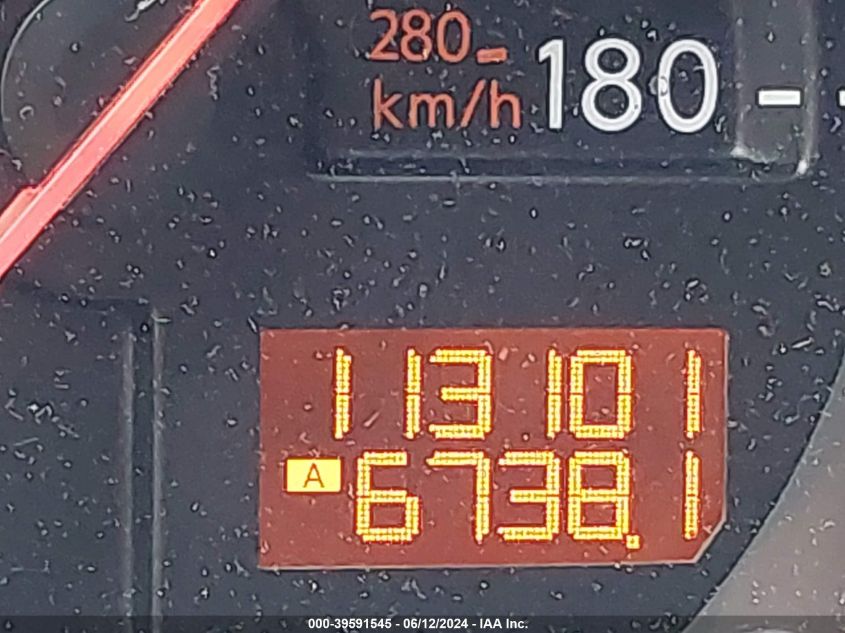 280
km/h 180
113101
A 6738.1
000-39591545 - 06/12/2024 - IAA Inc.